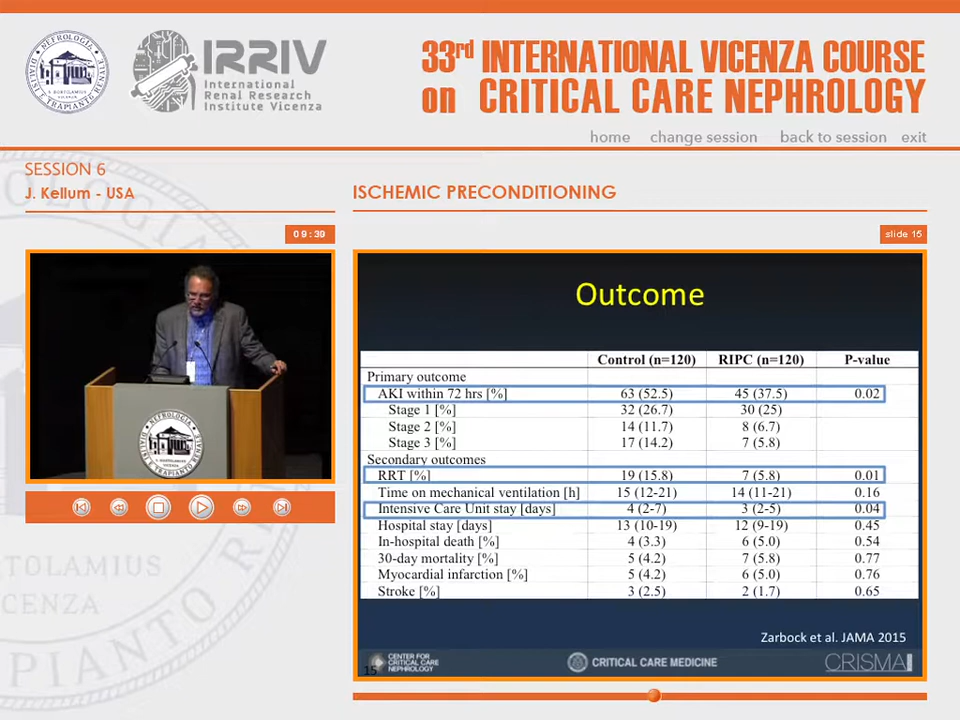 IRRIV
International
Renal Research
Institute Vicenza
33rd INTERNATIONAL VICENZA COURSE
on CRITICAL CARE NEPHROLOGY
home change session back to session exit
SESSION 6
J. Kellum - USA
ISCHEMIC PRECONDITIONING
09:39
slide 15
Outcome
Control (n=120) RIPC (n=120) P-value
Primary outcome
AKI within 72 hrs [%] 63 (52.5) 45 (37.5) 0.02
Stage 1 [%] 32 (26.7) 30 (25)
Stage 2 [%] 14 (11.7) 8 (6.7)
Stage 3 [%] 17 (14.2) 7 (5.8)
Secondary outcomes
RRT [%] 19 (15.8) 7 (5.8) 0.01
Time on mechanical ventilation [h] 15 (12-21) 14 (11-21) 0.16
Intensive Care Unit stay [days] 4 (2-7) 3 (2-5) 0.04
Hospital stay [days] 13 (10-19) 12 (9-19) 0.45
In-hospital death [%] 4 (3.3) 6 (5.0) 0.54
30-day mortality [%] 5 (4.2) 7 (5.8) 0.77
Myocardial infarction [%] 5 (4.2) 6 (5.0) 0.76
Stroke [%] 3 (2.5) 2 (1.7) 0.65
Zarbock et al. JAMA 2015
15
CENTER FOR
CRITICAL CARE
NEPHROLOGY
CRITICAL CARE MEDICINE
CRISMA